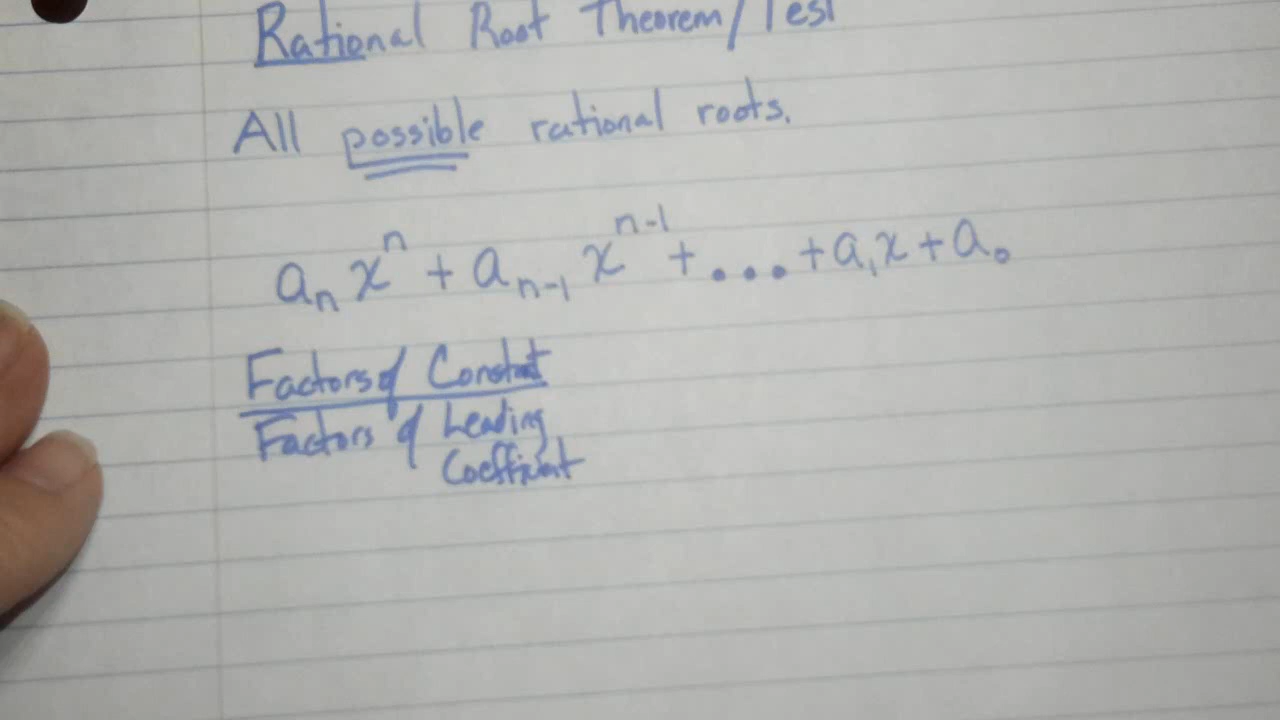 Rational Root Theorem/Test
All possible rational roots.
aₙxⁿ + aₙ₋₁xⁿ⁻¹ + ... + a₁x + a₀
Factors of Constant
Factors of Leading
Coefficient